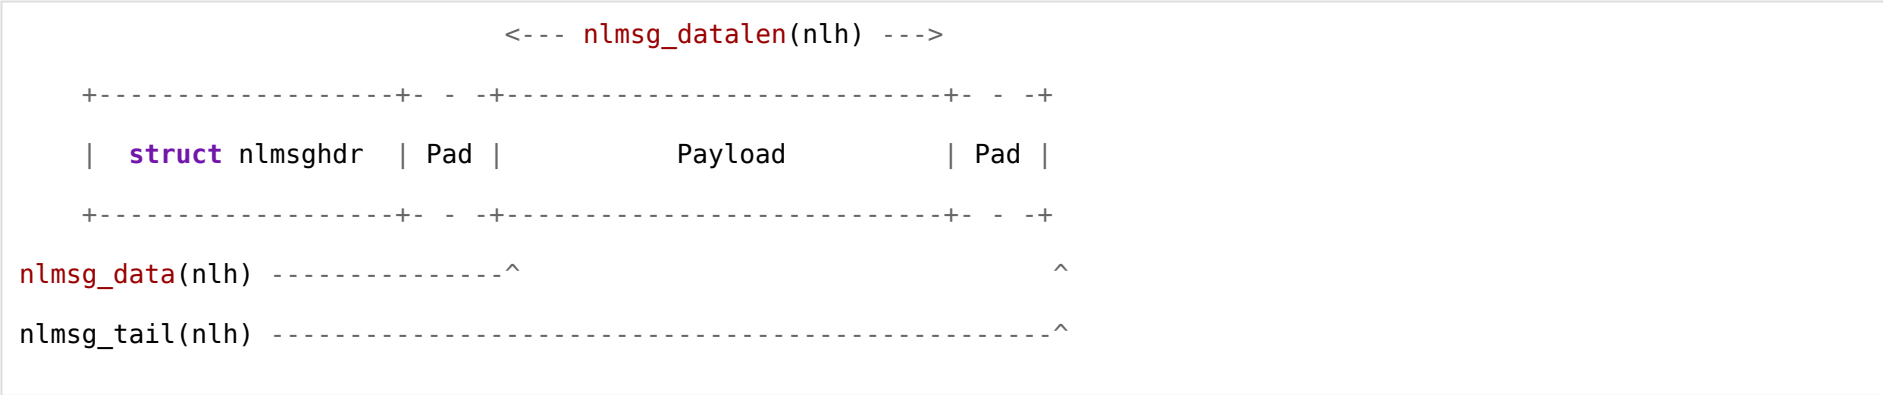 <--- nlmsg_datalen(nlh) --->
    +-------------------+- - -+----------------------------+- - -+
    |  struct nlmsghdr  | Pad |           Payload          | Pad |
    +-------------------+- - -+----------------------------+- - -+
nlmsg_data(nlh) ---------------^                                  ^
nlmsg_tail(nlh) --------------------------------------------------^